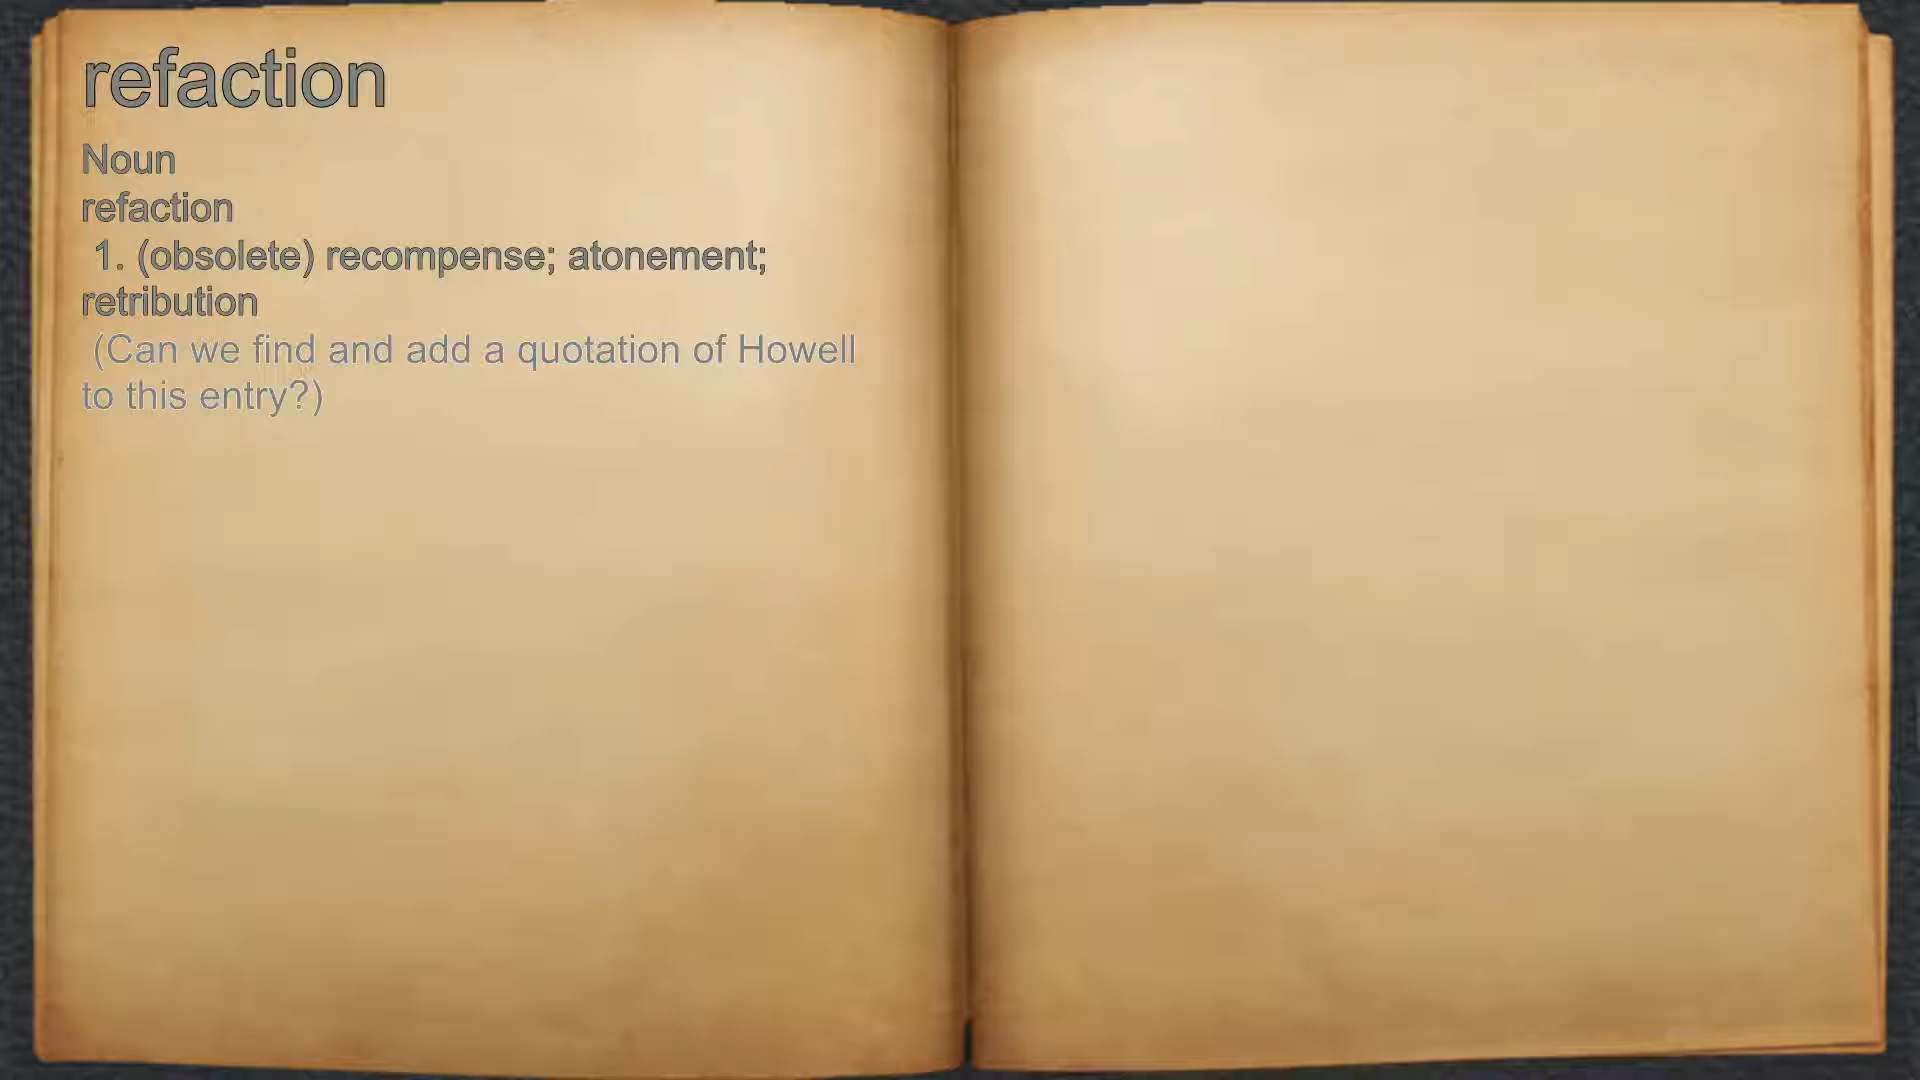 refaction
Noun
refaction
1. (obsolete) recompense; atonement;
retribution
(Can we find and add a quotation of Howell
to this entry?)